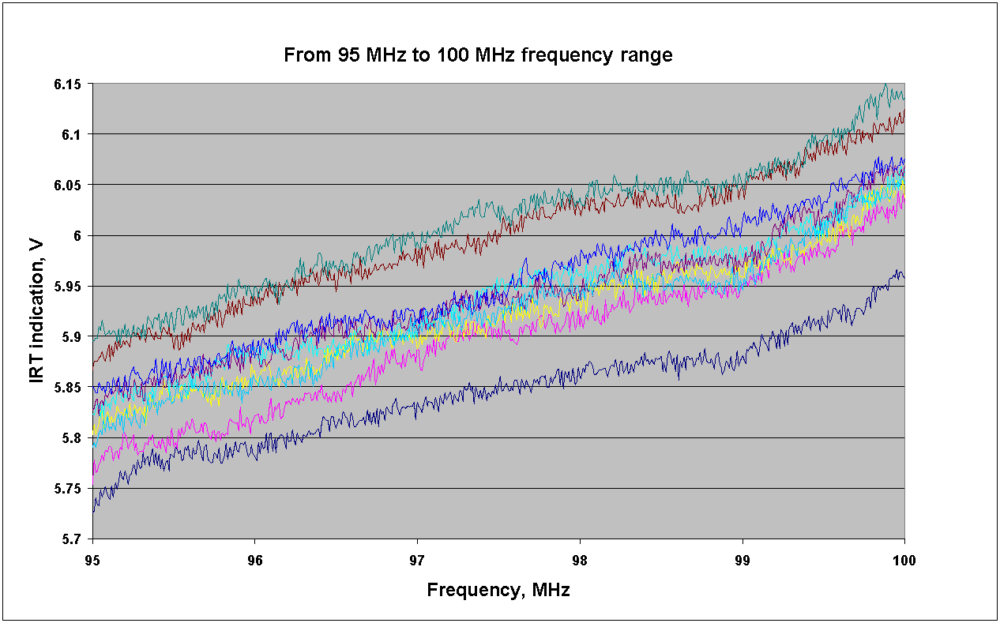 From 95 MHz to 100 MHz frequency range
6.15
6.1
6.05
6
5.95
5.9
5.85
5.8
5.75
5.7
IRT indication, V
95 96 97 98 99 100
Frequency, MHz